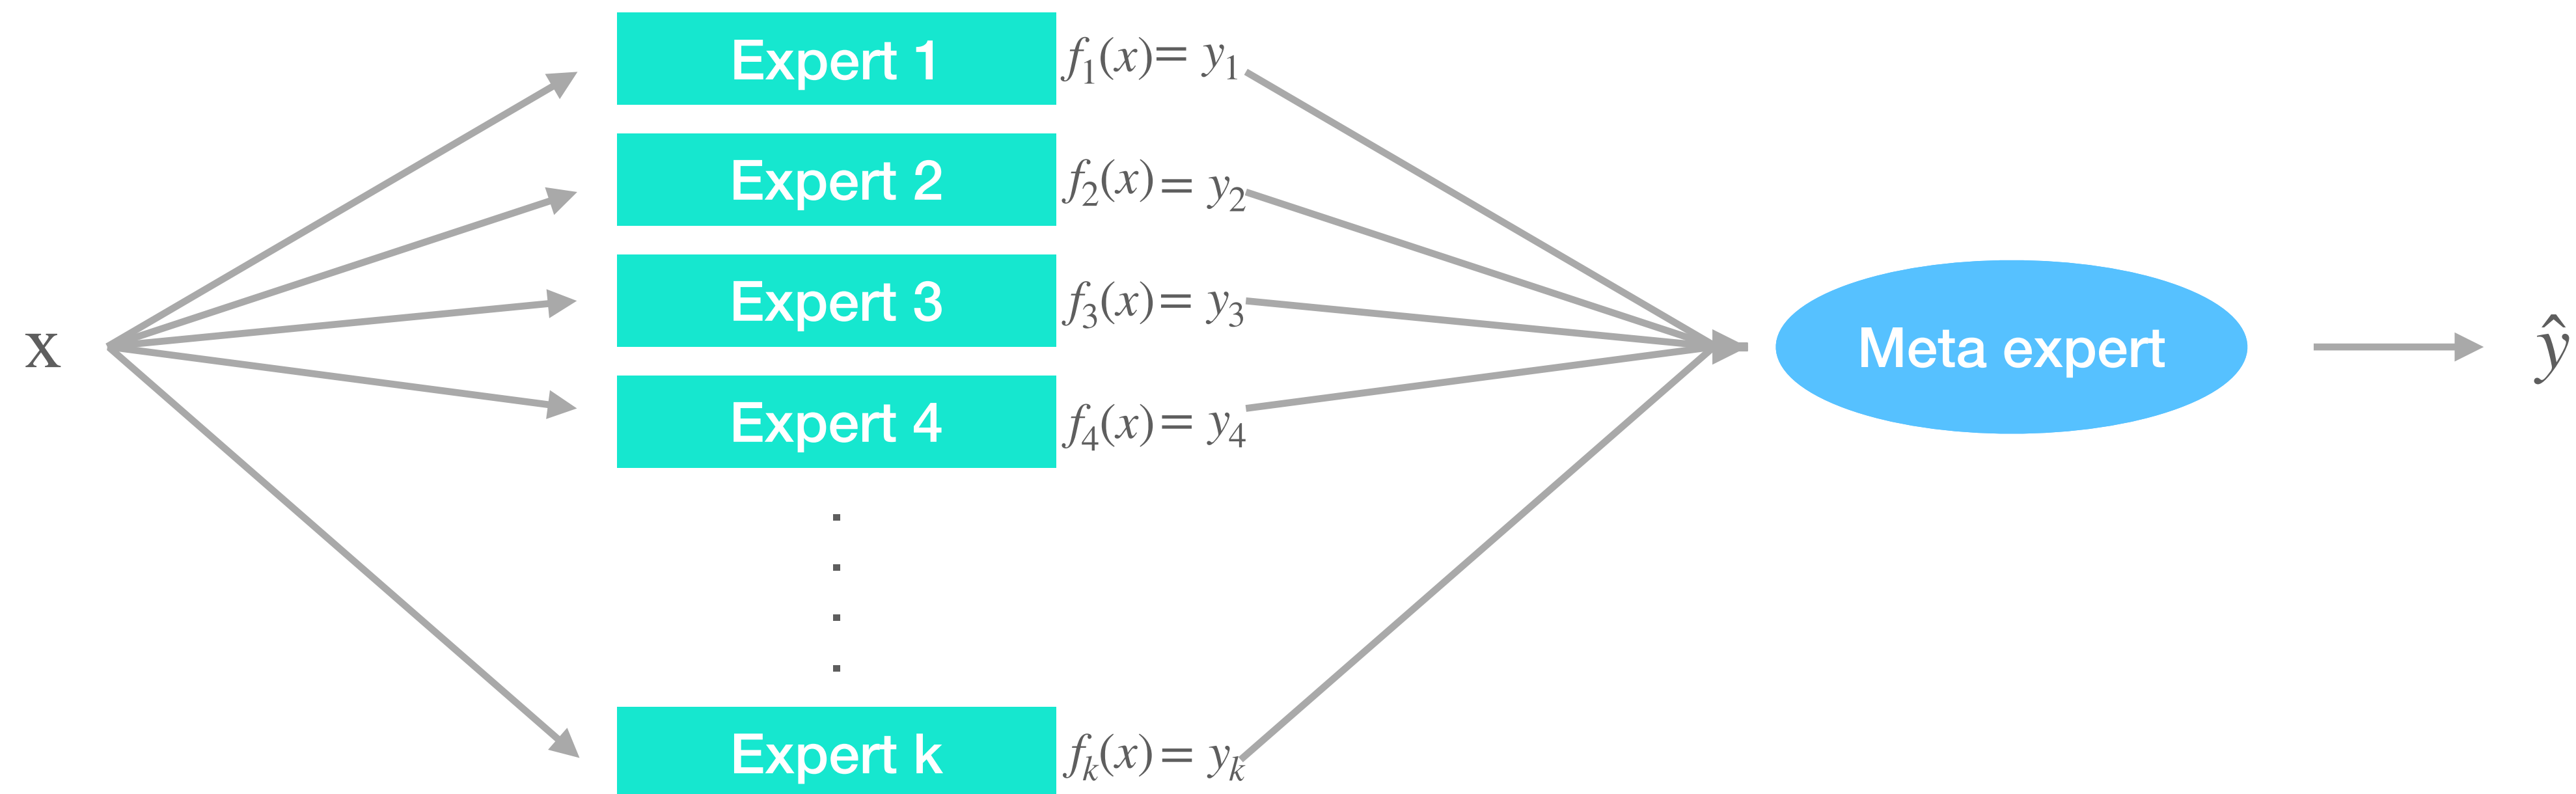 x
Expert 1 f₁(x) = y₁
Expert 2 f₂(x) = y₂
Expert 3 f₃(x) = y₃
Expert 4 f₄(x) = y₄
.
.
.
.
Expert k fₖ(x) = yₖ
Meta expert
ŷ